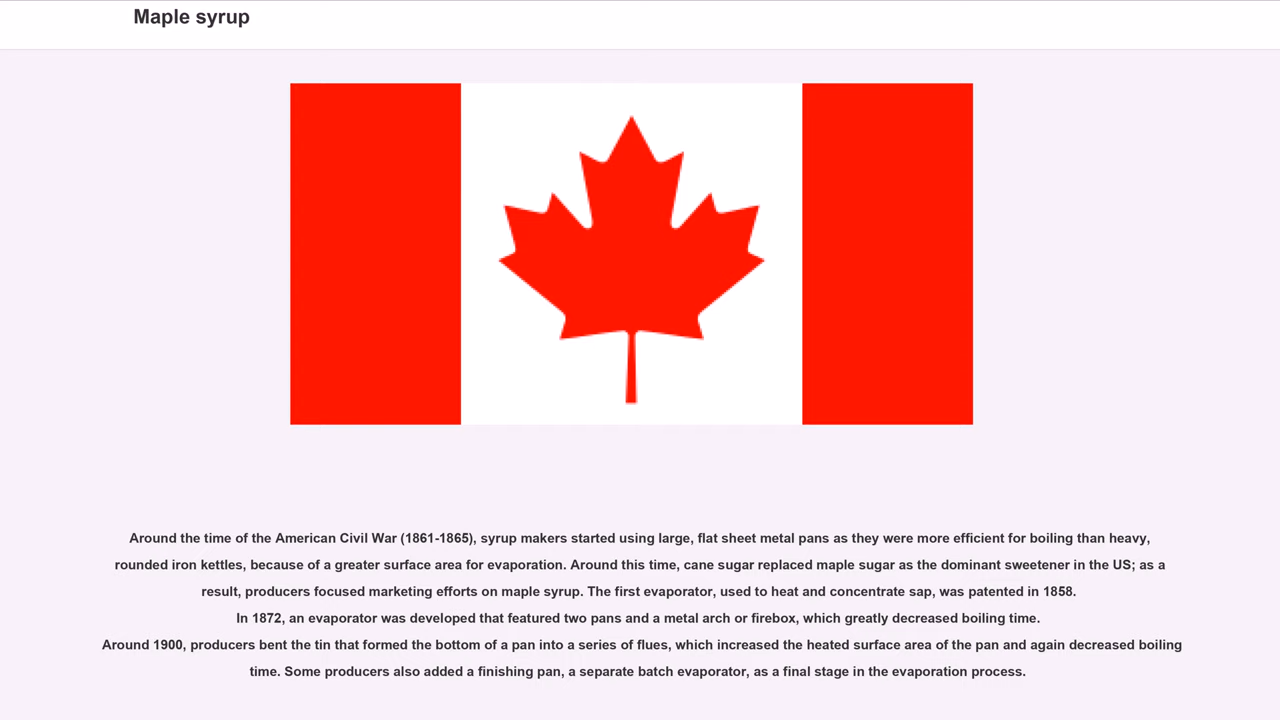 Maple syrup
Around the time of the American Civil War (1861-1865), syrup makers started using large, flat sheet metal pans as they were more efficient for boiling than heavy,
rounded iron kettles, because of a greater surface area for evaporation. Around this time, cane sugar replaced maple sugar as the dominant sweetener in the US; as a
result, producers focused marketing efforts on maple syrup. The first evaporator, used to heat and concentrate sap, was patented in 1858.
In 1872, an evaporator was developed that featured two pans and a metal arch or firebox, which greatly decreased boiling time.
Around 1900, producers bent the tin that formed the bottom of a pan into a series of flues, which increased the heated surface area of the pan and again decreased boiling
time. Some producers also added a finishing pan, a separate batch evaporator, as a final stage in the evaporation process.